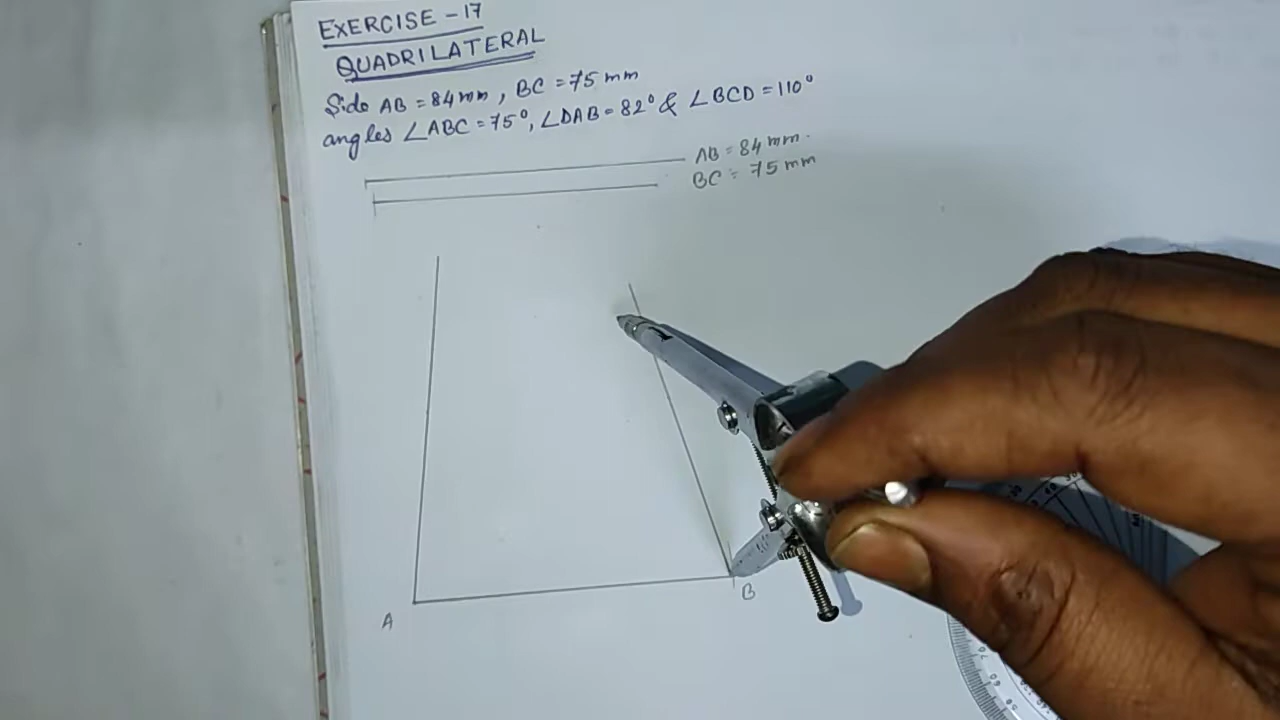 EXERCISE - 17
QUADRILATERAL
Side AB = 84 mm, BC = 75 mm
angles ∠ABC = 75°, ∠DAB = 82° & ∠BCD = 110°
AB = 84 mm.
BC = 75 mm
A
B